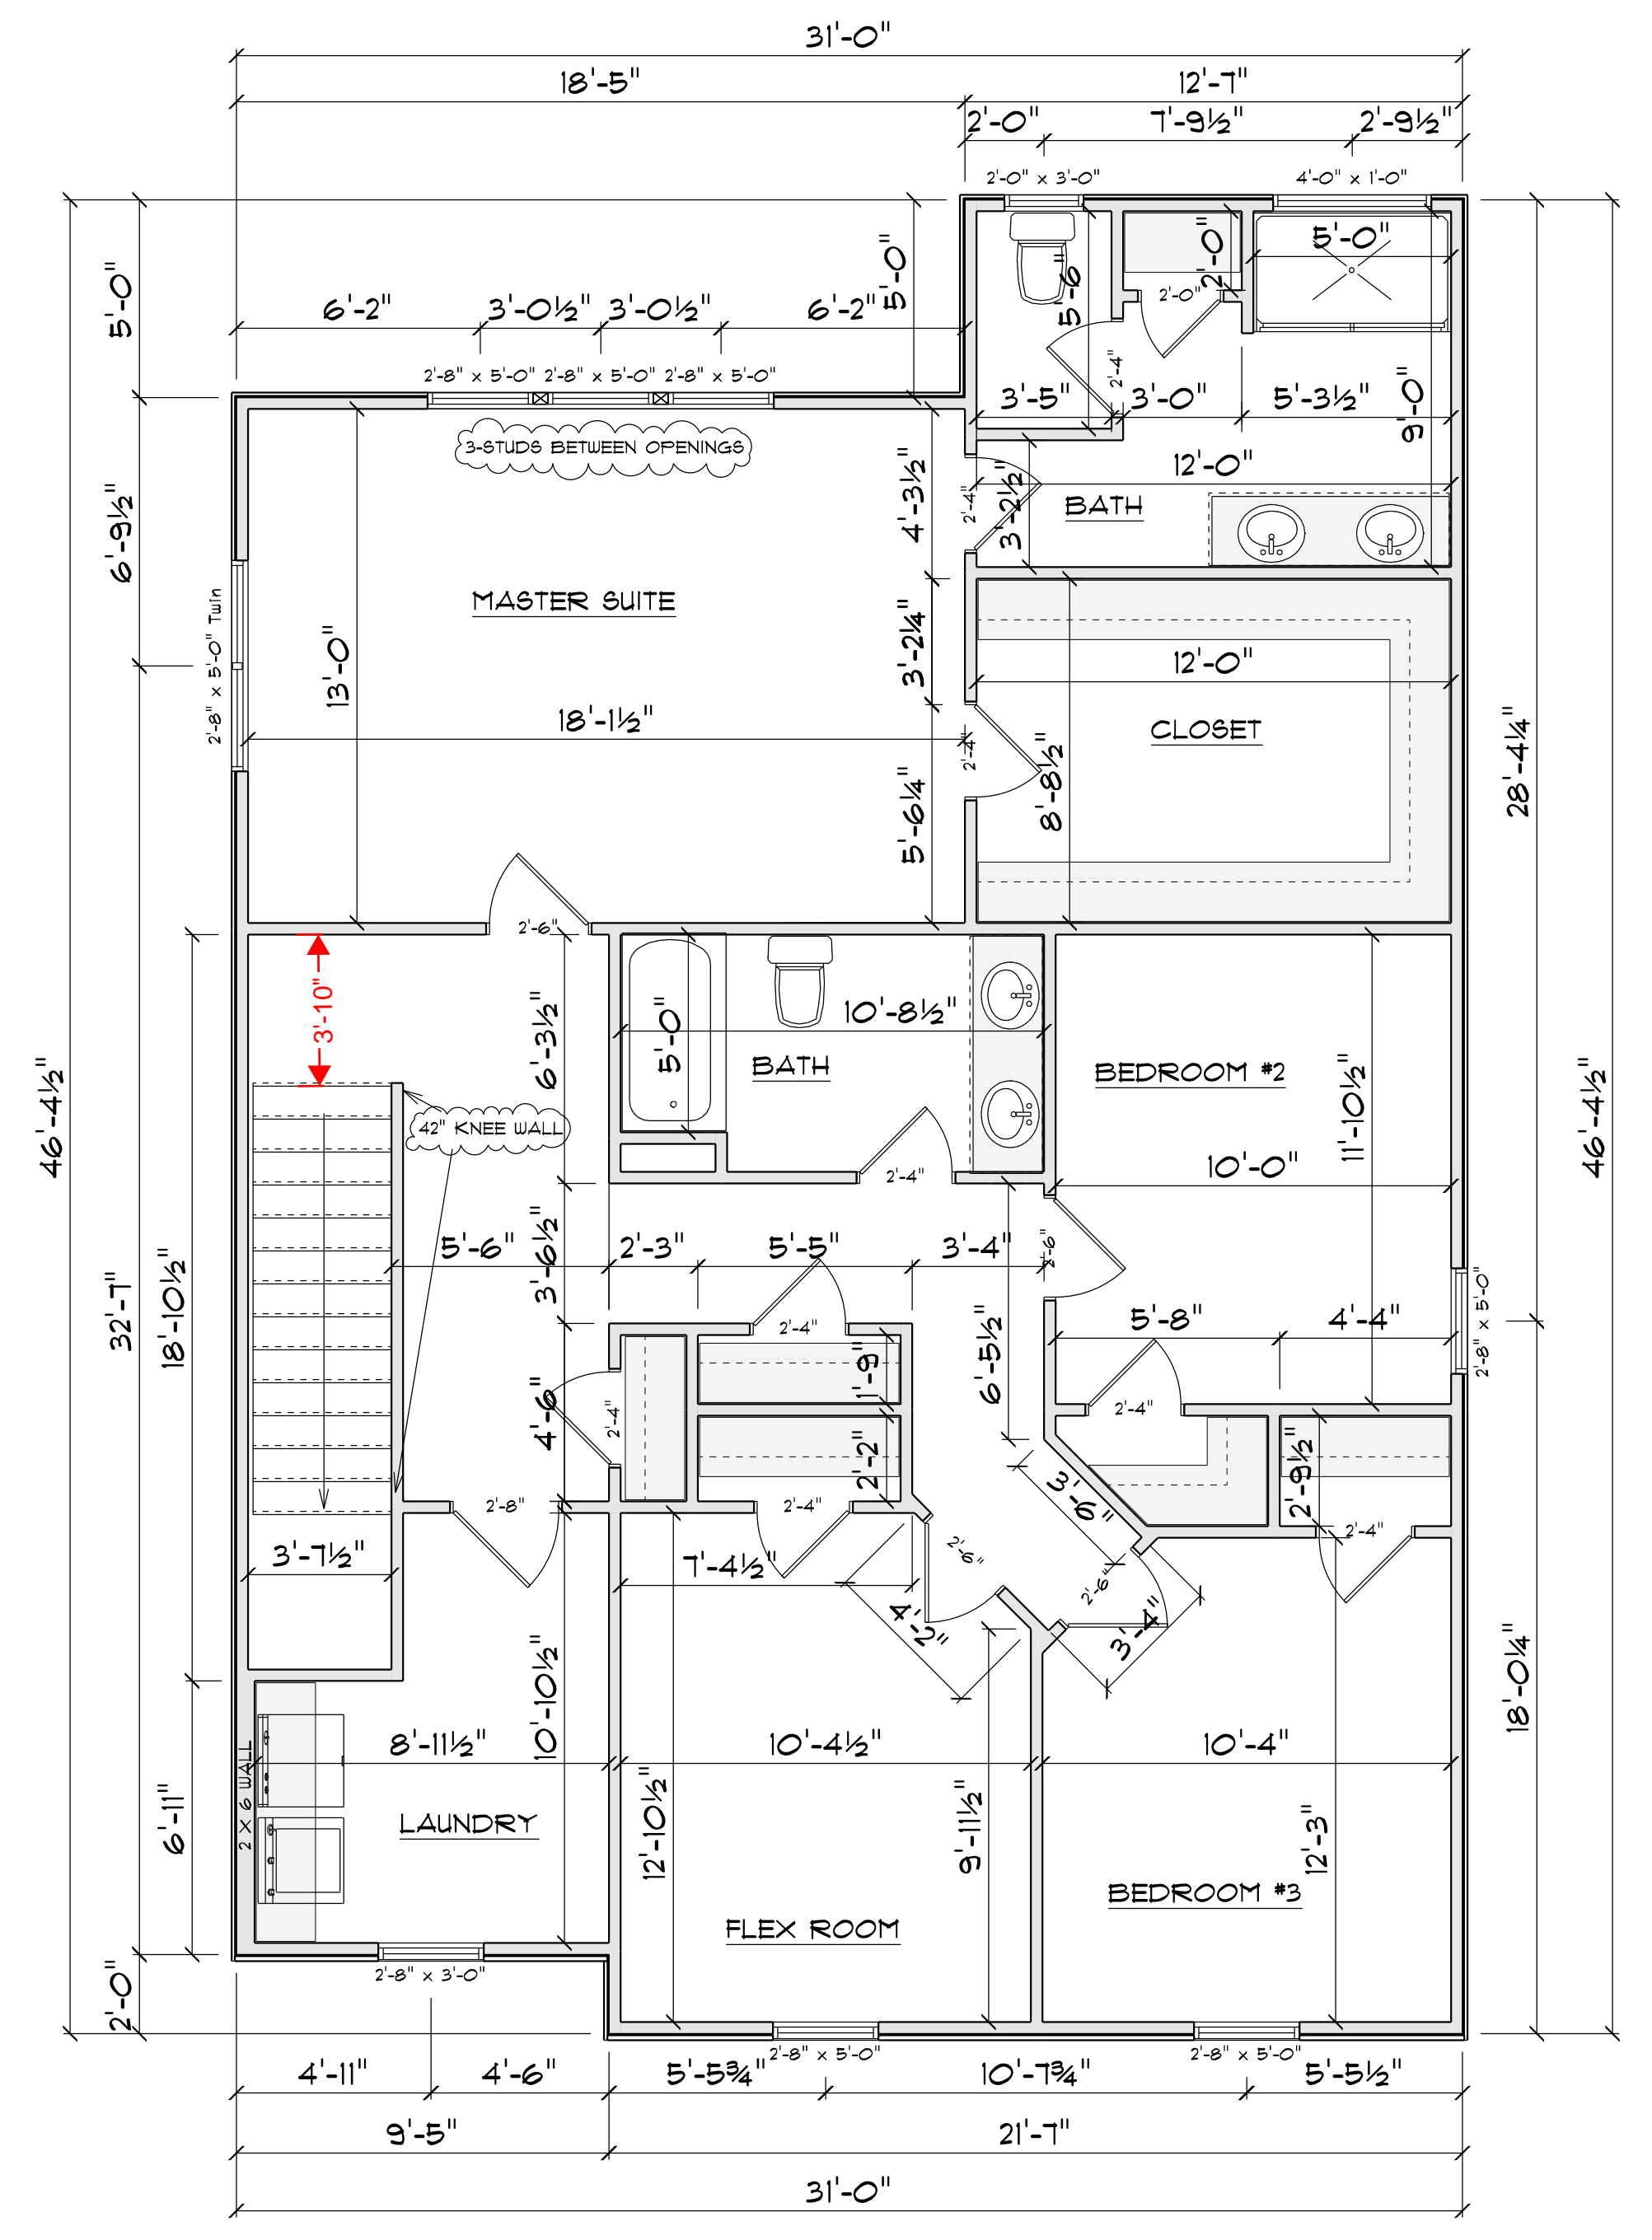 31'-0"
18'-5" 12'-7"
2'-0" 7'-9½" 2'-9½"
2'-0" x 3'-0" 4'-0" x 1'-0"
5'-0" 5'-0" 2'-0" 5'-0"
6'-2" 3'-0½" 3'-0½" 6'-2" 5'-6" 2'-0"
2'-8" x 5'-0" 2'-8" x 5'-0" 2'-8" x 5'-0" 2'-4"
3'-5" 3'-0" 5'-3½" 9'-0"
3-STUDS BETWEEN OPENINGS
12'-0"
6'-9½" 4'-3½" 2'-4" 3'-2½" BATH
MASTER SUITE
2'-8" x 5'-0" Twin 13'-0" 3'-2¼" 12'-0"
18'-1½" 2'-4" CLOSET 28'-4¼"
5'-6¼" 8'-8½"
2'-6"
3'-10" 6'-3½" 5'-0" 10'-8½"
BATH BEDROOM #2
46'-4½" 11'-10½" 46'-4½"
42" KNEE WALL
2'-4" 10'-0"
5'-6" 3'-6½" 2'-3" 5'-5" 3'-4" 2'-6"
32'-7" 18'-10½" 2'-4" 5'-8" 4'-4" 2'-8" x 5'-0"
1'-9" 6'-5½"
4'-6" 2'-4" 2'-4"
2'-2" 2'-9½"
2'-8" 2'-4" 3'-6" 2'-4"
3'-7½" 7'-4½" 2'-6" 2'-6"
4'-2" 3'-4"
10'-10½" 18'-0¼"
8'-11½" 10'-4½" 10'-4"
2 X 6 WALL
6'-11" LAUNDRY 12'-10½" 9'-11½" 12'-3"
BEDROOM #3
FLEX ROOM
2'-8" x 3'-0"
2'-0"
2'-8" x 5'-0" 2'-8" x 5'-0"
4'-11" 4'-6" 5'-5¾" 10'-7¾" 5'-5½"
9'-5" 21'-7"
31'-0"